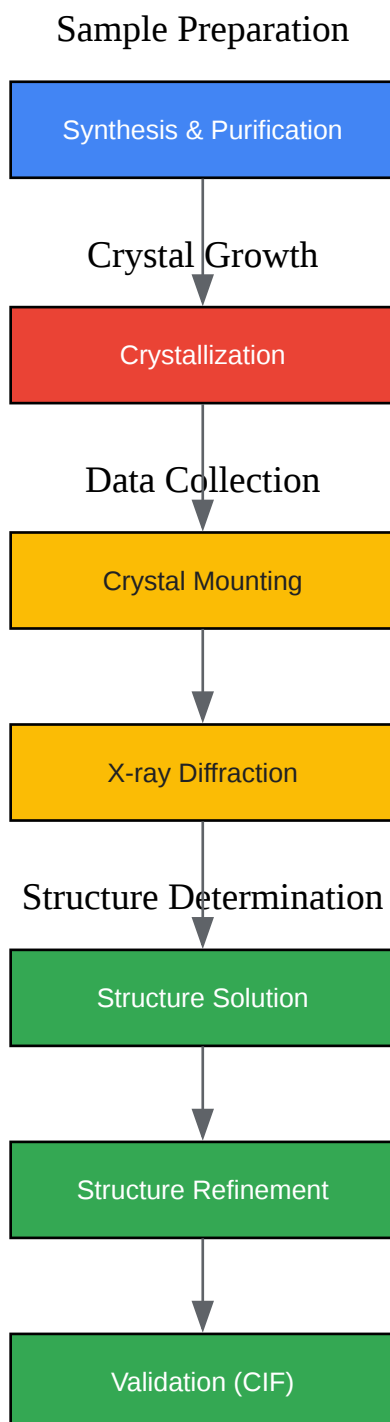 Sample Preparation
Synthesis & Purification
Crystal Growth
Crystallization
Data Collection
Crystal Mounting
X-ray Diffraction
Structure Determination
Structure Solution
Structure Refinement
Validation (CIF)